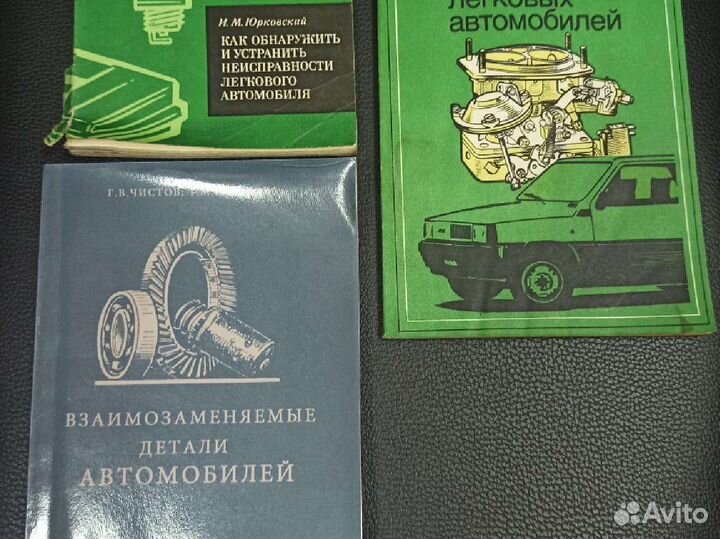 И. М. Юрковский
КАК ОБНАРУЖИТЬ
И УСТРАНИТЬ
НЕИСПРАВНОСТИ
ЛЕГКОВОГО
АВТОМОБИЛЯ
легковых
автомобилей
Г. В. ЧИСТОВ,
ВЗАИМОЗАМЕНЯЕМЫЕ
ДЕТАЛИ
АВТОМОБИЛЕЙ
Avito